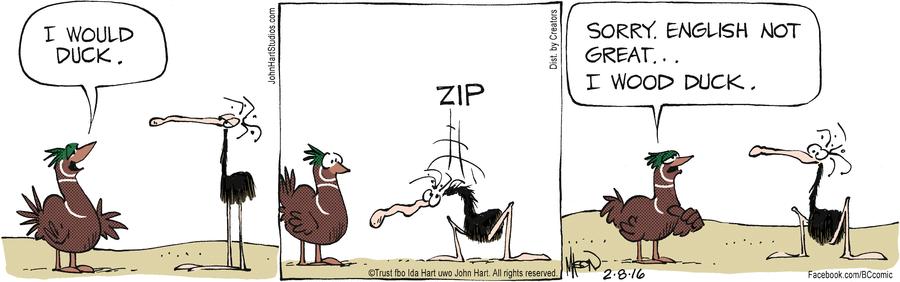 I WOULD
DUCK.
JohnHartStudios.com
ZIP
Dist. by Creators
©Trust fbo Ida Hart uwo John Hart. All rights reserved.
SORRY. ENGLISH NOT
GREAT...
I WOOD DUCK.
MASON
2-8-16
Facebook.com/BCcomic